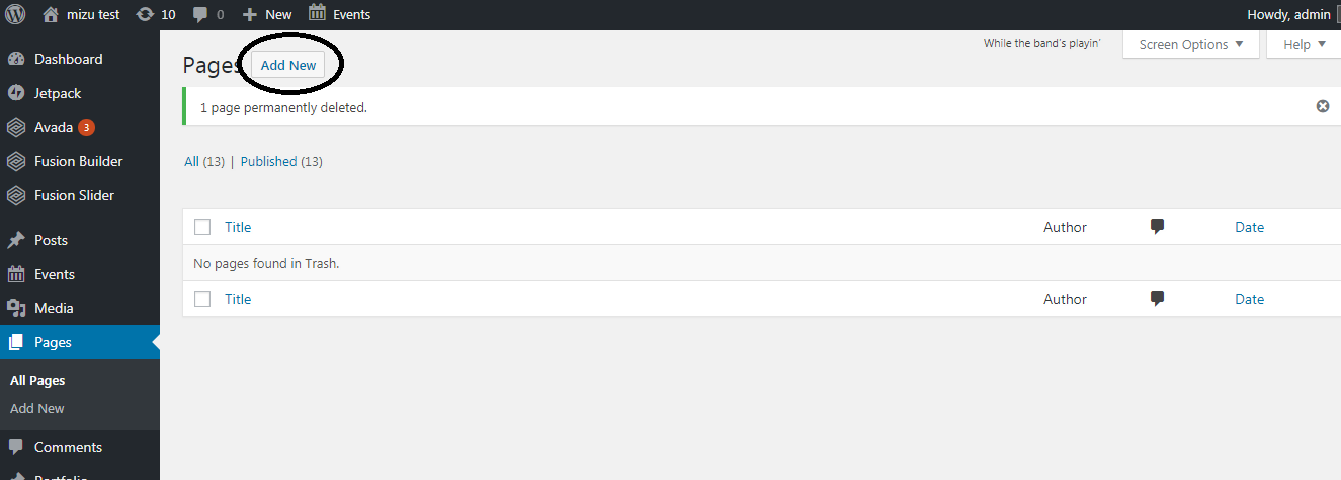 mizu test 10 0 New Events Howdy, admin
While the band's playin' Screen Options Help
Dashboard
Jetpack
Avada 3
Fusion Builder
Fusion Slider
Posts
Events
Media
Pages
All Pages
Add New
Comments
Portfolio
Pages Add New
1 page permanently deleted.
All (13) | Published (13)
Title Author Date
No pages found in Trash.
Title Author Date